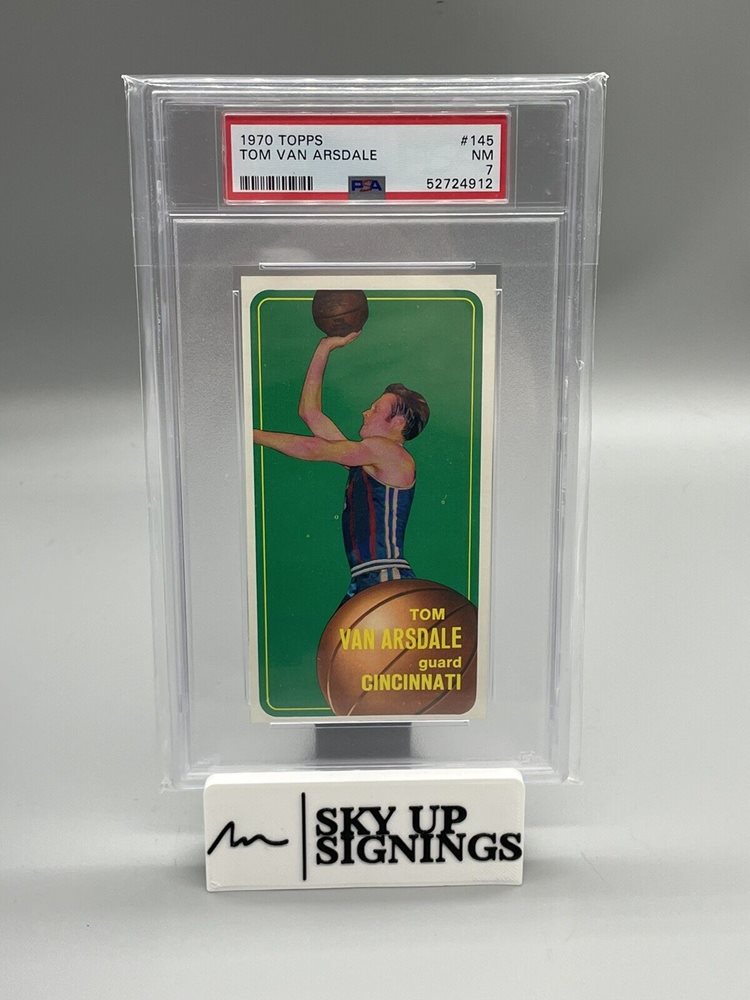 1970 TOPPS #145
TOM VAN ARSDALE NM
7
PSA 52724912
TOM
VAN ARSDALE
guard
CINCINNATI
SKY UP
SIGNINGS